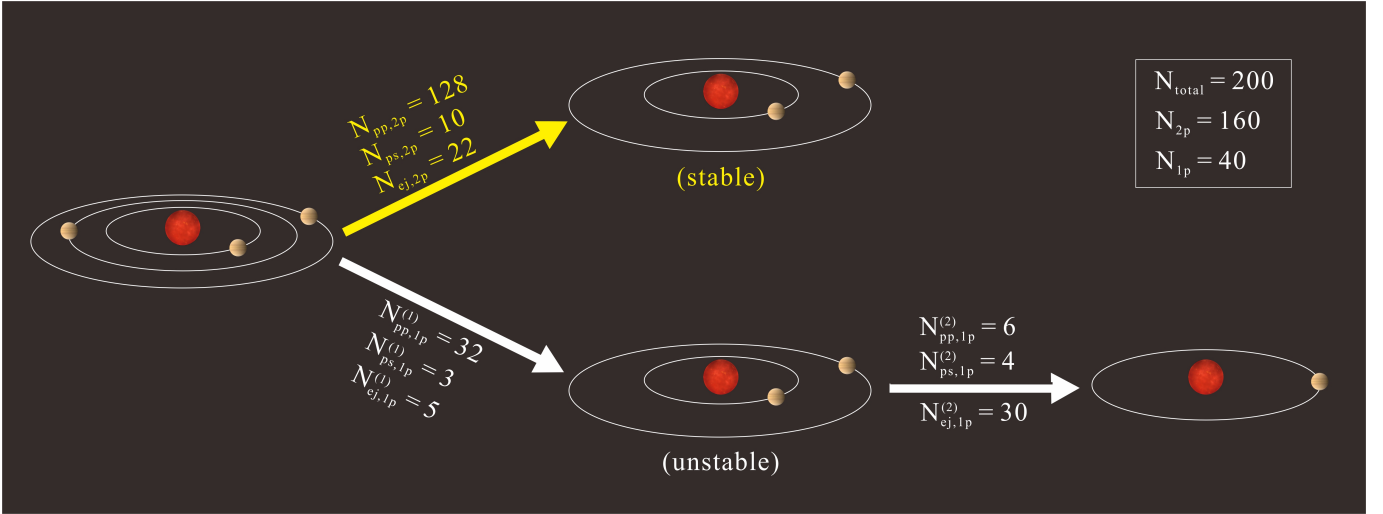 N_pp,2p = 128
N_ps,2p = 10
N_ej,2p = 22
(stable)
N_total = 200
N_2p = 160
N_1p = 40
N^(1)_pp,1p = 32
N^(1)_ps,1p = 3
N^(1)_ej,1p = 5
(unstable)
N^(2)_pp,1p = 6
N^(2)_ps,1p = 4
N^(2)_ej,1p = 30